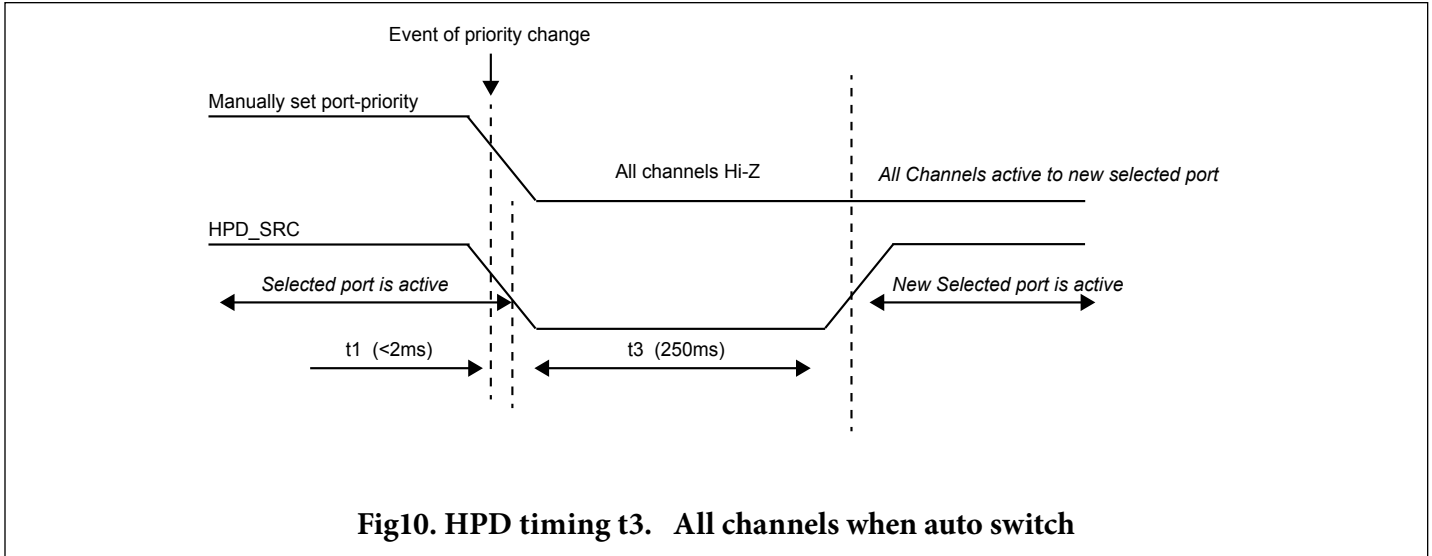 Event of priority change
Manually set port-priority
All channels Hi-Z
All Channels active to new selected port
HPD_SRC
Selected port is active
New Selected port is active
t1 (<2ms)
t3 (250ms)
Fig10. HPD timing t3. All channels when auto switch